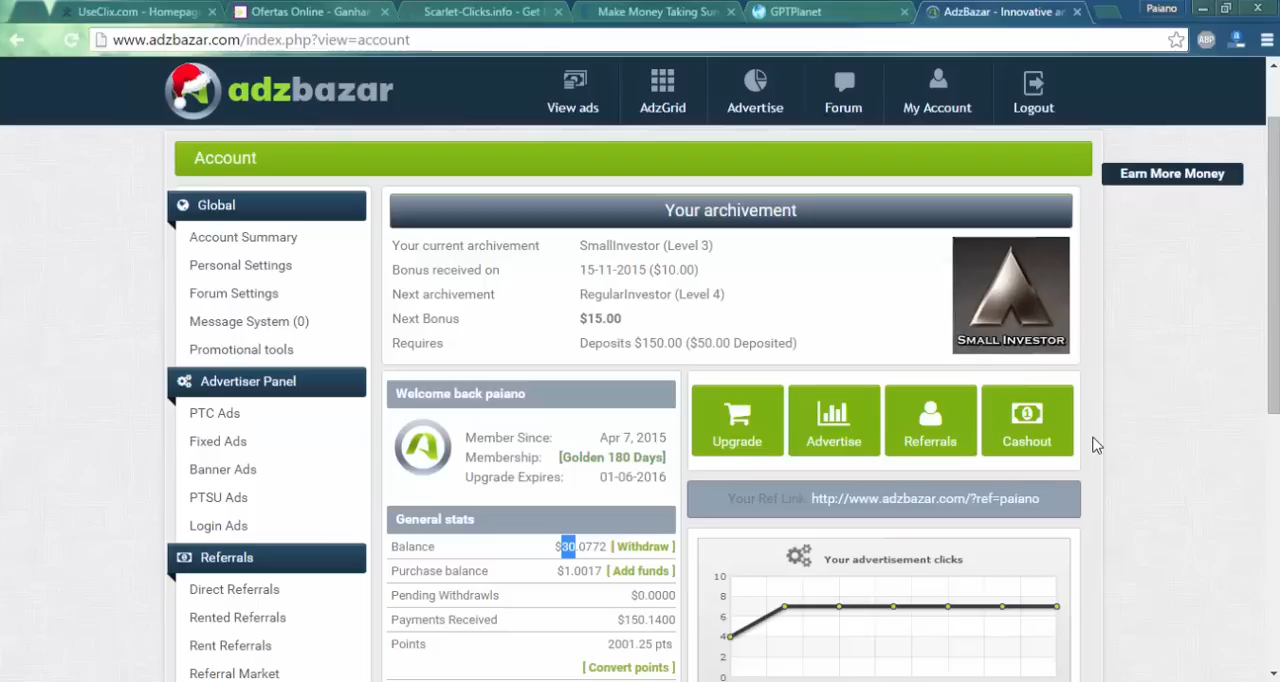 UseClix.com - Homepag
Ofertas Online - Ganhar
Scarlet-Clicks.info - Get
Make Money Taking Sur
GPTPlanet
AdzBazar - Innovative ar
Paiano
www.adzbazar.com/index.php?view=account
ABP
adzbazar
View ads
AdzGrid
Advertise
Forum
My Account
Logout
Account
Earn More Money
Global
Account Summary
Personal Settings
Forum Settings
Message System (0)
Promotional tools
Advertiser Panel
PTC Ads
Fixed Ads
Banner Ads
PTSU Ads
Login Ads
Referrals
Direct Referrals
Rented Referrals
Rent Referrals
Referral Market
Your archivement
Your current archivement SmallInvestor (Level 3)
Bonus received on 15-11-2015 ($10.00)
Next archivement RegularInvestor (Level 4)
Next Bonus $15.00
Requires Deposits $150.00 ($50.00 Deposited)
SMALL INVESTOR
Welcome back paiano
Member Since: Apr 7, 2015
Membership: [Golden 180 Days]
Upgrade Expires: 01-06-2016
General stats
Balance $30.0772 [ Withdraw ]
Purchase balance $1.0017 [ Add funds ]
Pending Withdrawls $0.0000
Payments Received $150.1400
Points 2001.25 pts
[ Convert points ]
Upgrade
Advertise
Referrals
Cashout
Your Ref Link: http://www.adzbazar.com/?ref=paiano
Your advertisement clicks
10
8
6
4
2
0